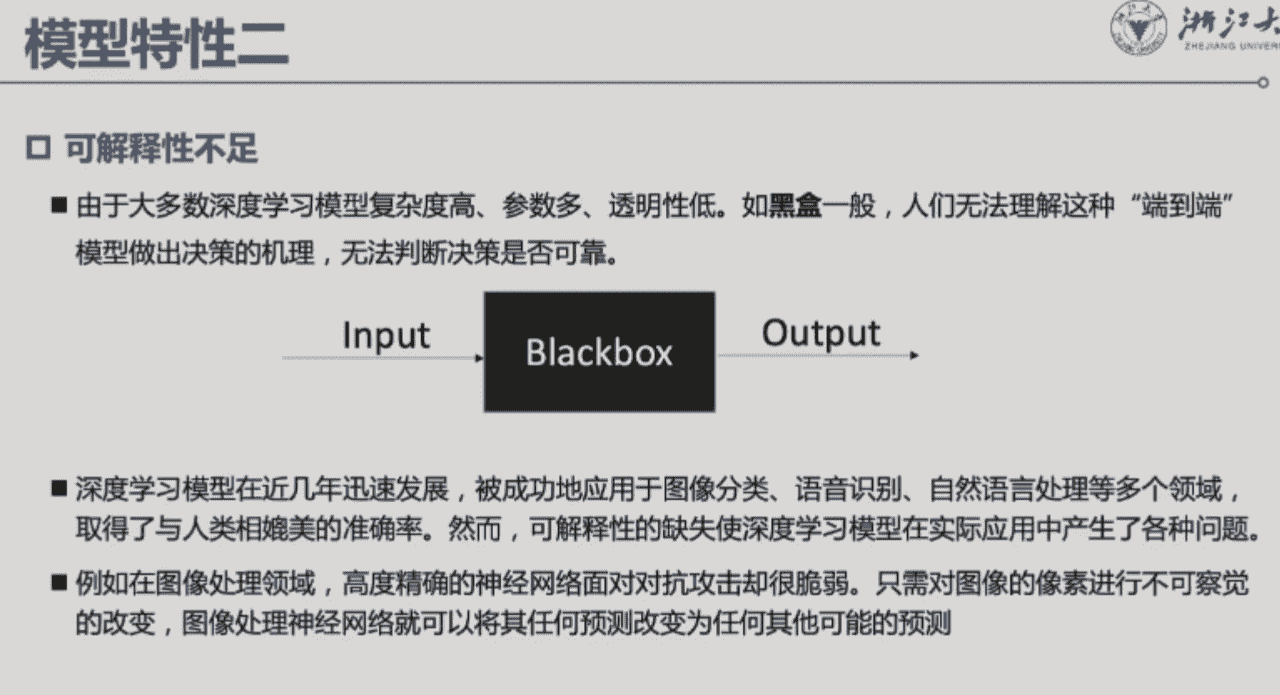 模型特性二
浙江大
ZHEJIANG UNIVER
可解释性不足
由于大多数深度学习模型复杂度高、参数多、透明性低。如黑盒一般，人们无法理解这种“端到端”
模型做出决策的机理，无法判断决策是否可靠。
Input
Blackbox
Output
深度学习模型在近几年迅速发展，被成功地应用于图像分类、语音识别、自然语言处理等多个领域，
取得了与人类相媲美的准确率。然而，可解释性的缺失使深度学习模型在实际应用中产生了各种问题。
例如在图像处理领域，高度精确的神经网络面对对抗攻击却很脆弱。只需对图像的像素进行不可察觉
的改变，图像处理神经网络就可以将其任何预测改变为任何其他可能的预测